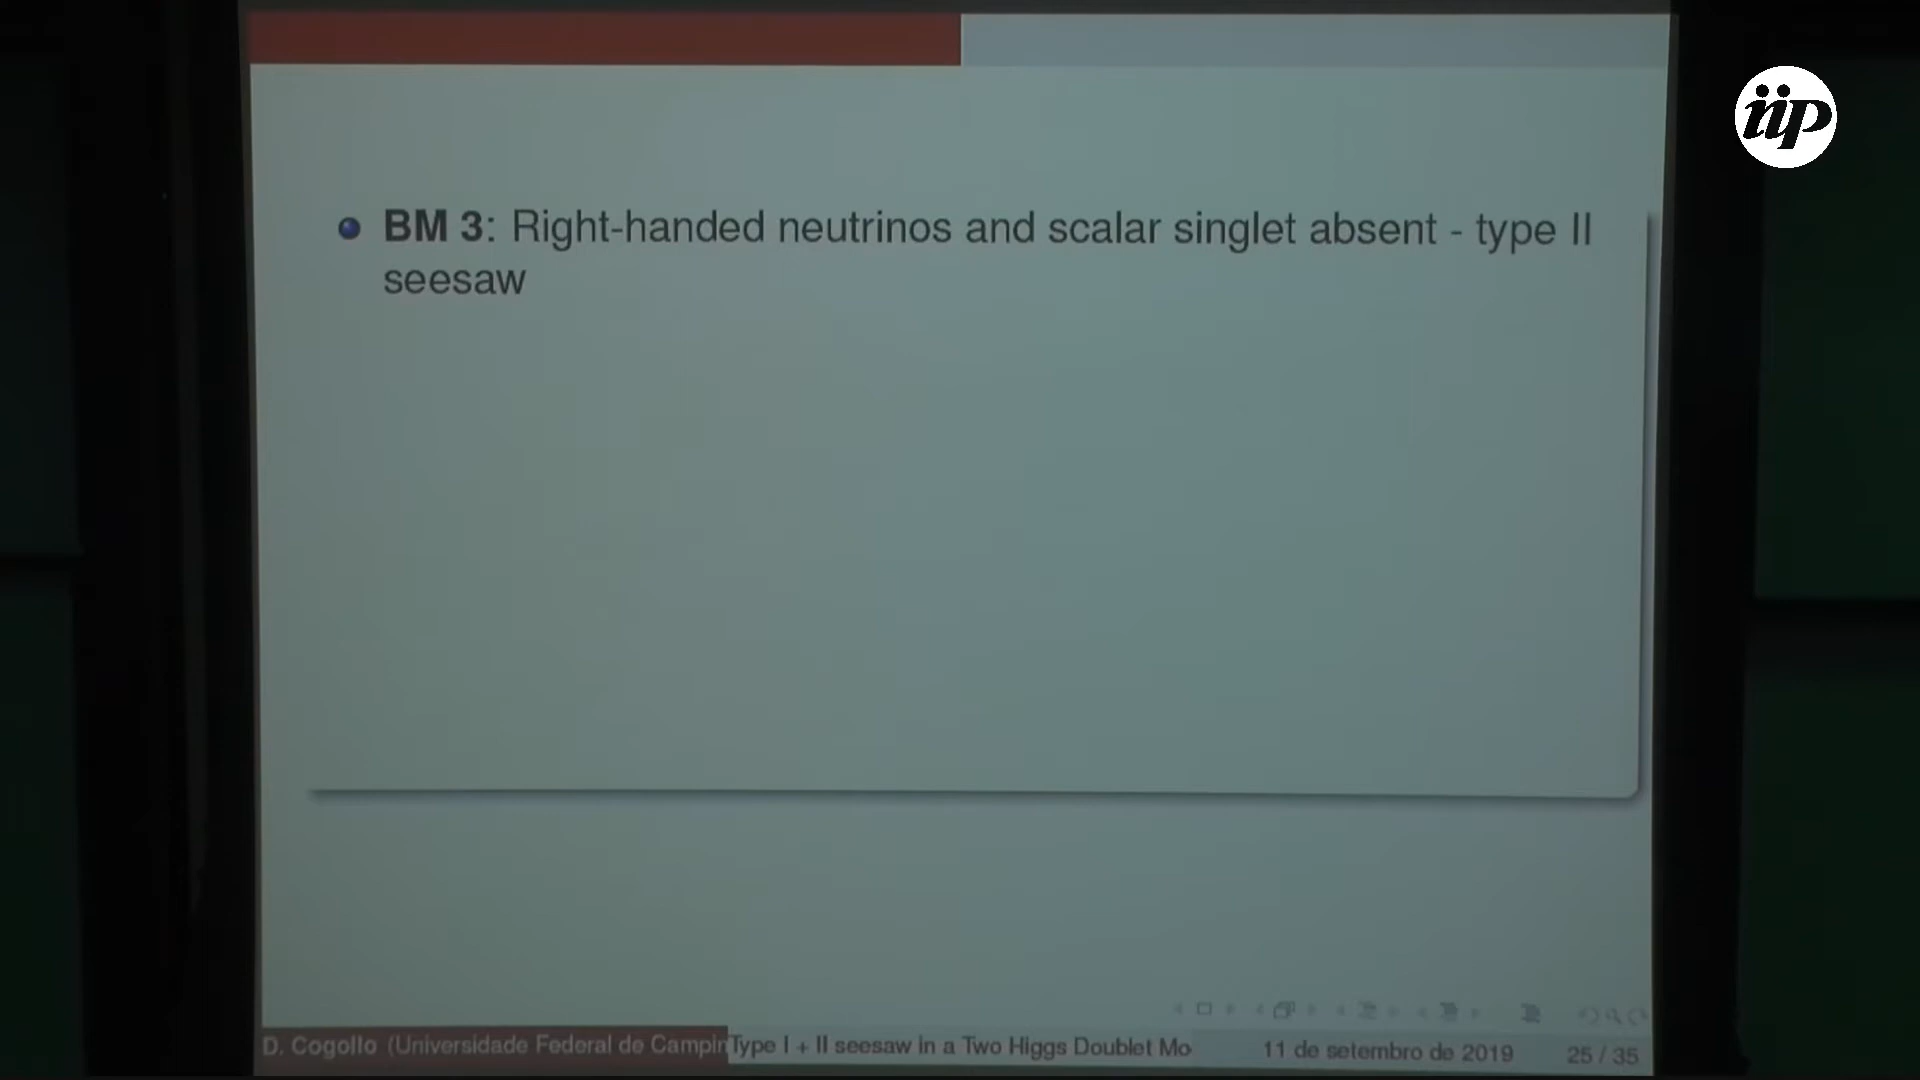 iip
BM 3: Right-handed neutrinos and scalar singlet absent - type II
seesaw
D. Cogollo (Universidade Federal de Campin
Type I + II seesaw in a Two Higgs Doublet Mo
11 de setembro de 2019
25 / 35